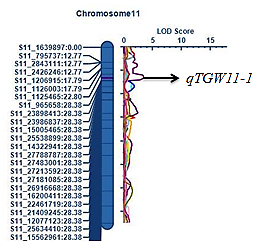 Chromosome11
LOD Score
0 5 10 15
S11_1639897:0.00
S11_795737:12.77
S11_2843111:12.77
S11_2426246:12.77
S11_1206915:17.79
S11_1126003:17.79
S11_1125465:22.80
S11_965658:28.38
S11_23898413:28.38
S11_23986837:28.38
S11_15005465:28.38
S11_25538899:28.38
S11_14322941:28.38
S11_27788787:28.38
S11_27483001:28.38
S11_27235239:28.38
S11_27181085:28.38
S11_26916668:28.38
S11_16200411:28.38
S11_22461719:28.38
S11_21409245:28.38
S11_12077123:28.38
S11_25634410:28.38
S11_15562961:28.38
qTGW11-1